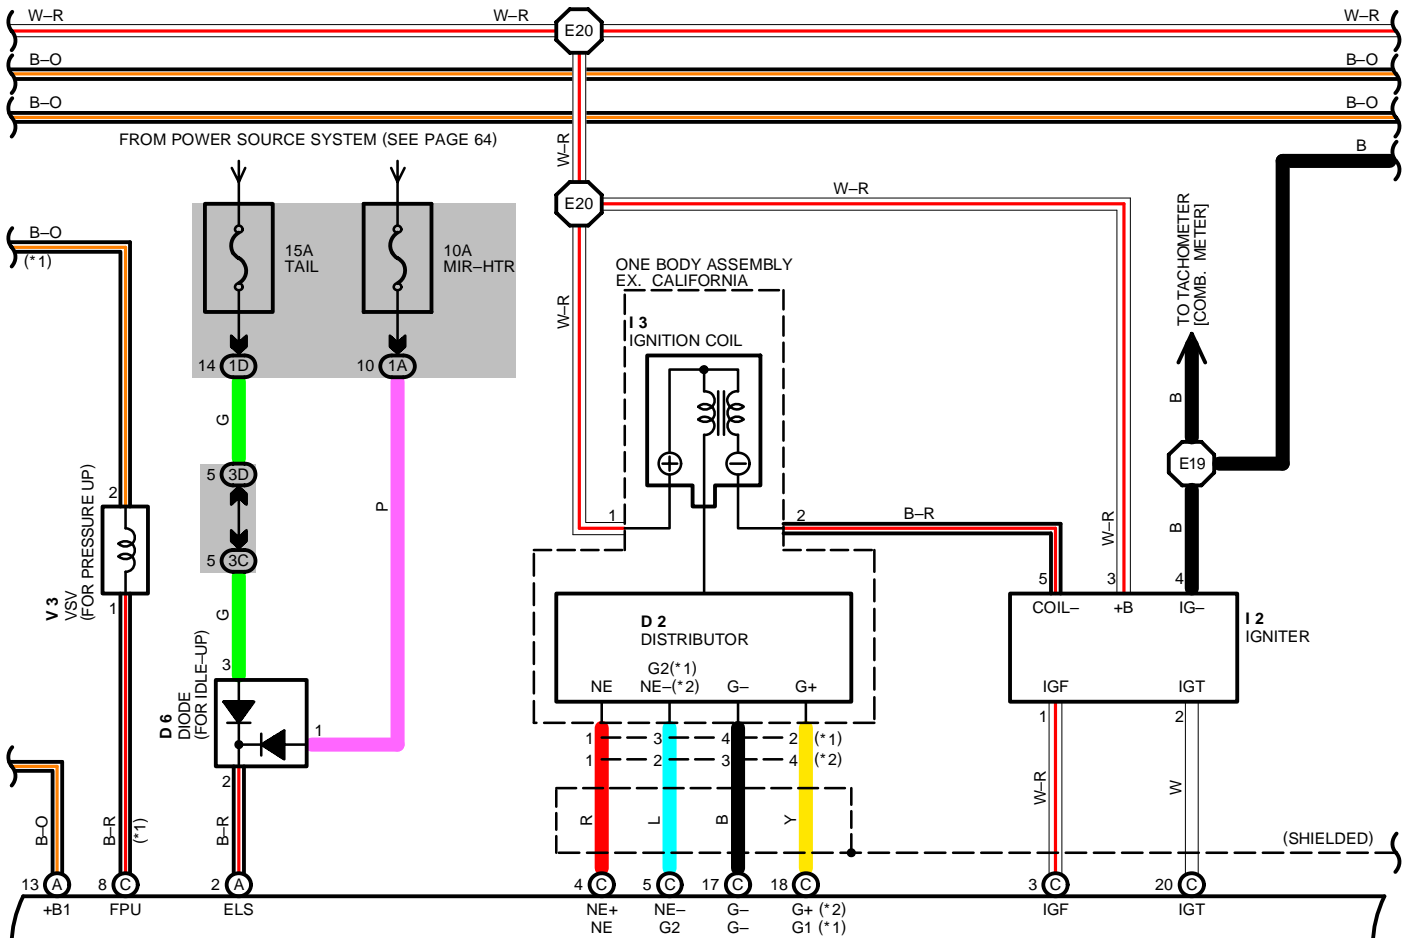 W–R
W–R
W–R
E20
B–O
B–O
B–O
B–O
FROM POWER SOURCE SYSTEM (SEE PAGE 64)
W–R
B
E20
W–R
B–O
(*1)
15A
TAIL
10A
MIR–HTR
ONE BODY ASSEMBLY
EX. CALIFORNIA
W–R
TO TACHOMETER
[COMB. METER]
I 3
IGNITION COIL
14 1D
10 1A
B
G
5 3D
E19
P
2
1
2
B–R
W–R
B
V 3
VSV
(FOR PRESSURE UP)
5 3C
1
5
3
4
COIL–
+B
IG–
G
D 2
DISTRIBUTOR
I 2
IGNITER
3
G2(*1)
NE
NE–(*2)
G–
G+
IGF
IGT
D 6
DIODE
(FOR IDLE–UP)
1
1
2
1
3
4
2
(*1)
1
2
3
4
(*2)
2
B–O
B–R
(*1)
B–R
R
L
B
Y
W–R
W
(SHIELDED)
13 A
8 C
2 A
4 C
5 C
17 C
18 C
3 C
20 C
+B1
FPU
ELS
NE+
NE–
G–
G+ (*2)
IGF
IGT
NE
G2
G–
G1 (*1)